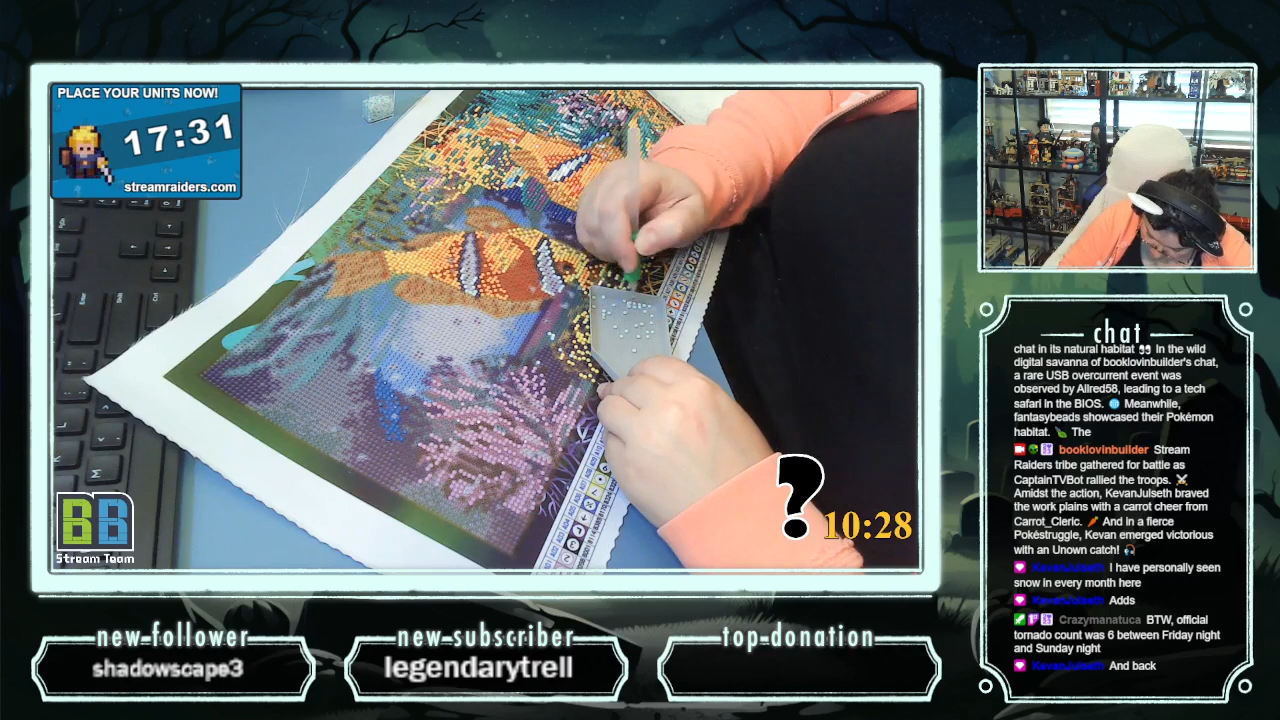 PLACE YOUR UNITS NOW!
17:31
streamraiders.com
BB
Stream Team
?
10:28
chat
chat in its natural habitat 👀 In the wild
digital savanna of booklovinbuilder's chat,
a rare USB overcurrent event was
observed by Allred58, leading to a tech
safari in the BIOS. 🌐 Meanwhile,
fantasybeads showcased their Pokémon
habitat. 🍃 The
booklovinbuilder Stream
Raiders tribe gathered for battle as
CaptainTVBot rallied the troops. ⚔️
Amidst the action, KevanJulseth braved
the work plains with a carrot cheer from
Carrot_Cleric. 🥕 And in a fierce
Pokéstruggle, Kevan emerged victorious
with an Unown catch! 🎧
KevanJulseth I have personally seen
snow in every month here
KevanJulseth Adds
Crazymanatuca BTW, official
tornado count was 6 between Friday night
and Sunday night
KevanJulseth And back
new follower
shadowscape3
new subscriber
legendarytrell
top donation